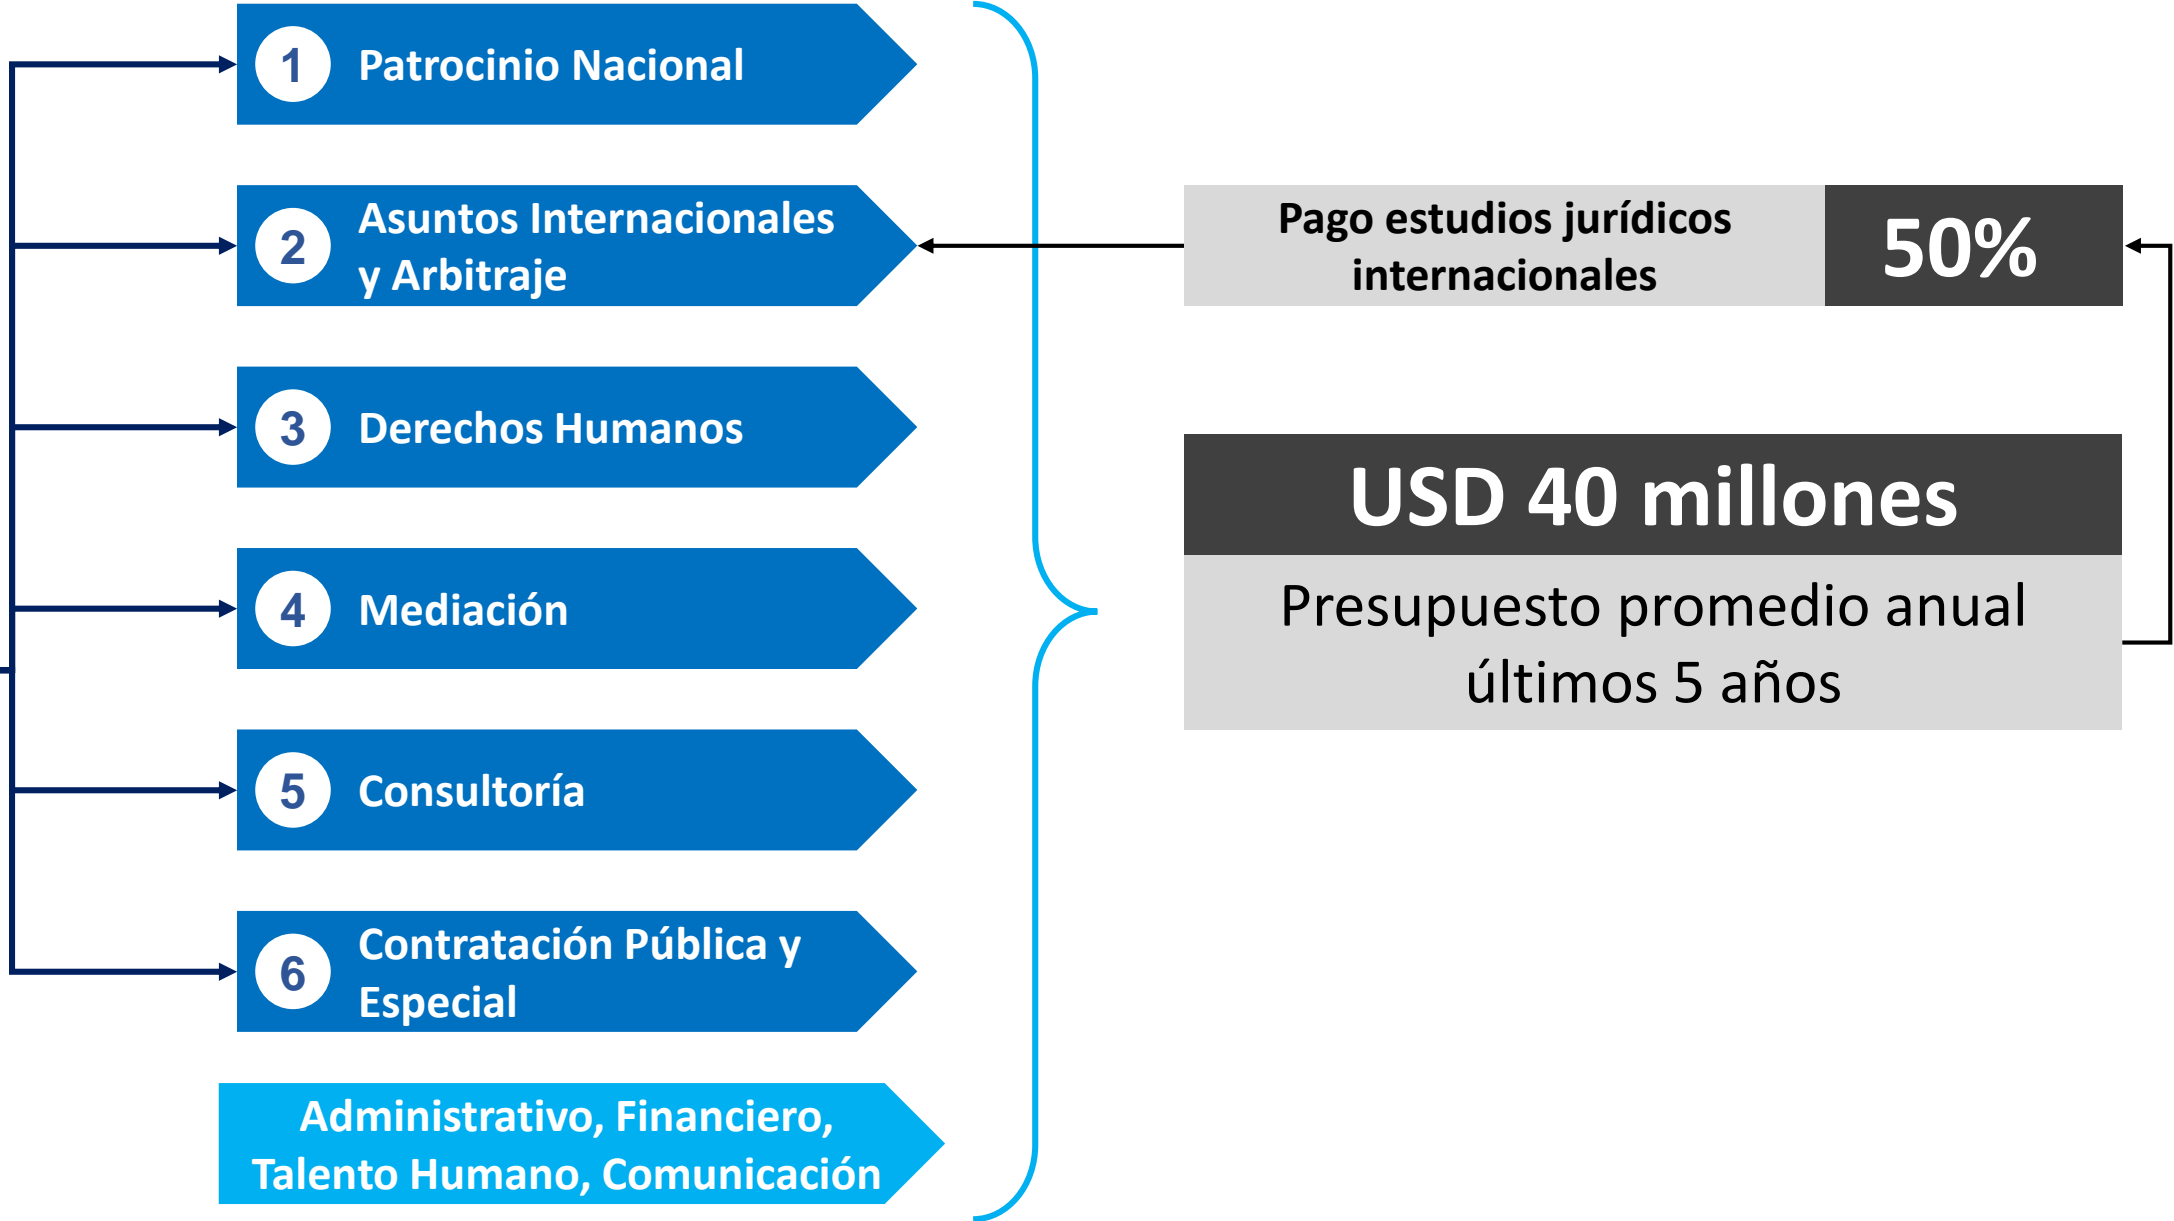 1
Patrocinio Nacional
2
Asuntos Internacionales
y Arbitraje
3
Derechos Humanos
4
Mediación
5
Consultoría
6
Contratación Pública y
Especial
Administrativo, Financiero,
Talento Humano, Comunicación
Pago estudios jurídicos
internacionales
50%
USD 40 millones
Presupuesto promedio anual
últimos 5 años